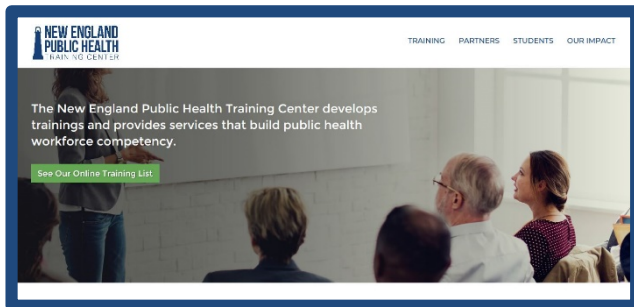 NEW ENGLAND
PUBLIC HEALTH
TRAINING CENTER
TRAINING PARTNERS STUDENTS OUR IMPACT
The New England Public Health Training Center develops
trainings and provides services that build public health
workforce competency.
See Our Online Training List